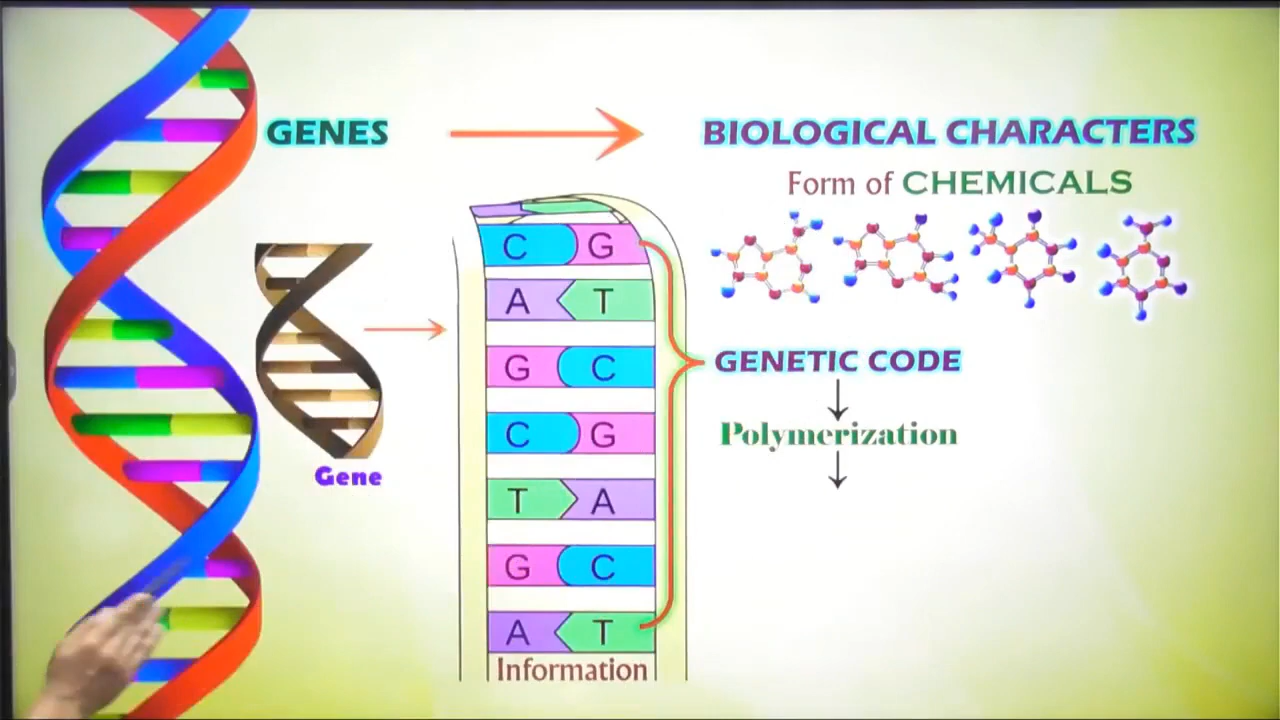 GENES
BIOLOGICAL CHARACTERS
Form of CHEMICALS
C G
A T
G C
C G
T A
G C
A T
Information
Gene
GENETIC CODE
Polymerization